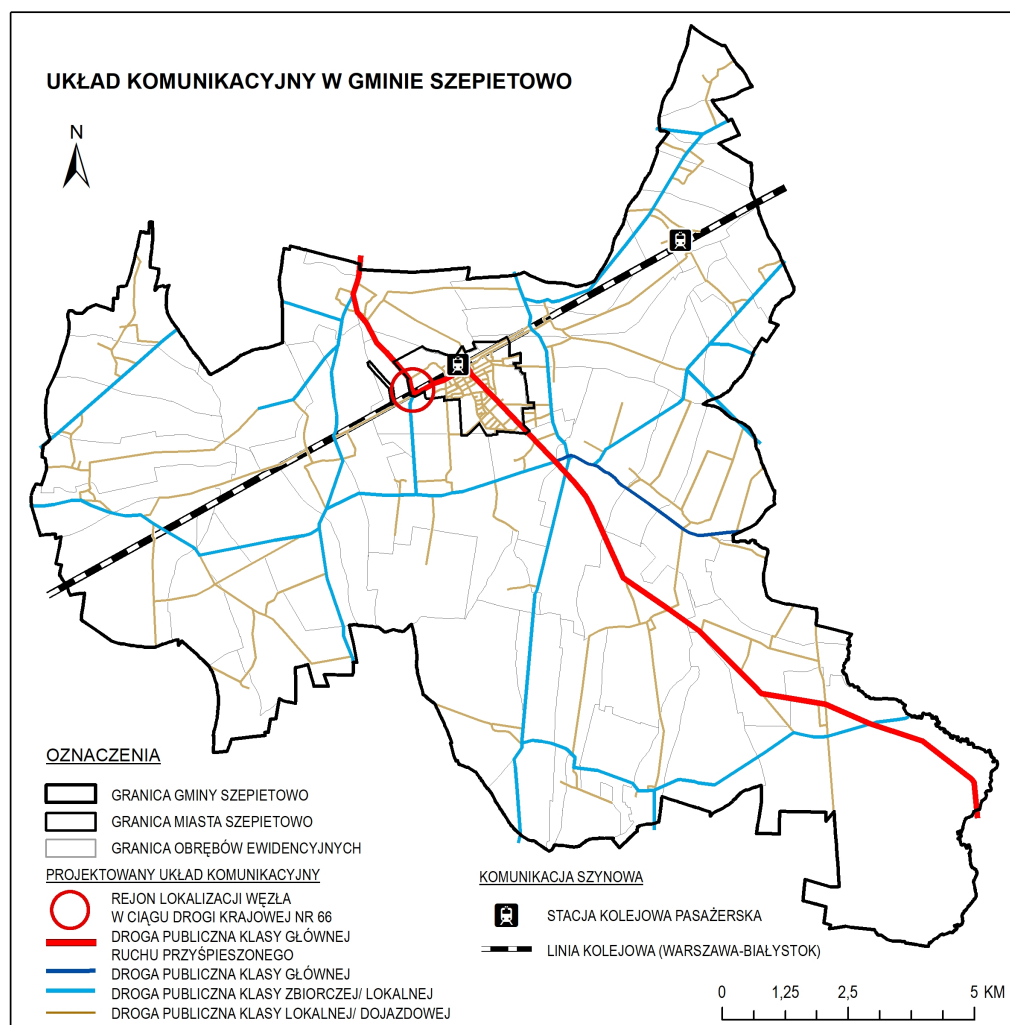 UKŁAD KOMUNIKACYJNY W GMINIE SZEPIETOWO
N
OZNACZENIA
GRANICA GMINY SZEPIETOWO
GRANICA MIASTA SZEPIETOWO
GRANICA OBRĘBÓW EWIDENCYJNYCH
PROJEKTOWANY UKŁAD KOMUNIKACYJNY
REJON LOKALIZACJI WĘZŁA
W CIĄGU DROGI KRAJOWEJ NR 66
DROGA PUBLICZNA KLASY GŁÓWNEJ
RUCHU PRZYŚPIESZONEGO
DROGA PUBLICZNA KLASY GŁÓWNEJ
DROGA PUBLICZNA KLASY ZBIORCZEJ/ LOKALNEJ
DROGA PUBLICZNA KLASY LOKALNEJ/ DOJAZDOWEJ
KOMUNIKACJA SZYNOWA
STACJA KOLEJOWA PASAŻERSKA
LINIA KOLEJOWA (WARSZAWA-BIAŁYSTOK)
0 1,25 2,5 5 KM